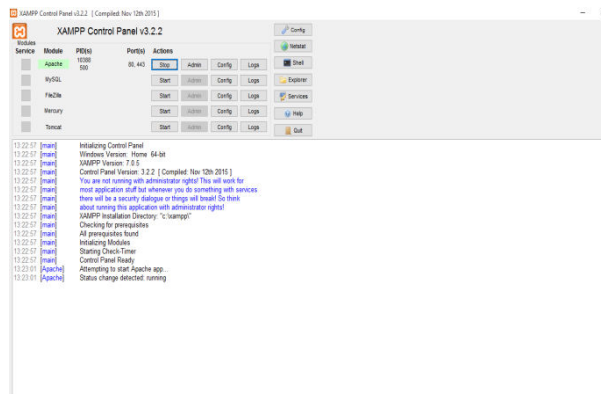 XAMPP Control Panel v3.2.2 [ Compiled: Nov 12th 2015 ]
XAMPP Control Panel v3.2.2
Config
Modules
Service Module PID(s) Port(s) Actions
Netstat
Apache 10300 500 80, 443 Stop Admin Config Logs
Shell
MySQL Start Admin Config Logs
Explorer
FileZilla Start Admin Config Logs
Services
Mercury Start Admin Config Logs
Help
Tomcat Start Admin Config Logs
Quit
13:22:57 [main] Initializing Control Panel
13:22:57 [main] Windows Version: Home 64-bit
13:22:57 [main] XAMPP Version: 7.0.5
13:22:57 [main] Control Panel Version: 3.2.2 [ Compiled: Nov 12th 2015 ]
13:22:57 [main] You are not running with administrator rights! This will work for
13:22:57 [main] most application stuff but whenever you do something with services
13:22:57 [main] there will be a security dialogue or things will break! So think
13:22:57 [main] about running this application with administrator rights!
13:22:57 [main] XAMPP Installation Directory: "c:\xampp\"
13:22:57 [main] Checking for prerequisites
13:22:57 [main] All prerequisites found
13:22:57 [main] Initializing Modules
13:22:57 [main] Starting Check-Timer
13:22:57 [main] Control Panel Ready
13:23:01 [Apache] Attempting to start Apache app...
13:23:01 [Apache] Status change detected: running